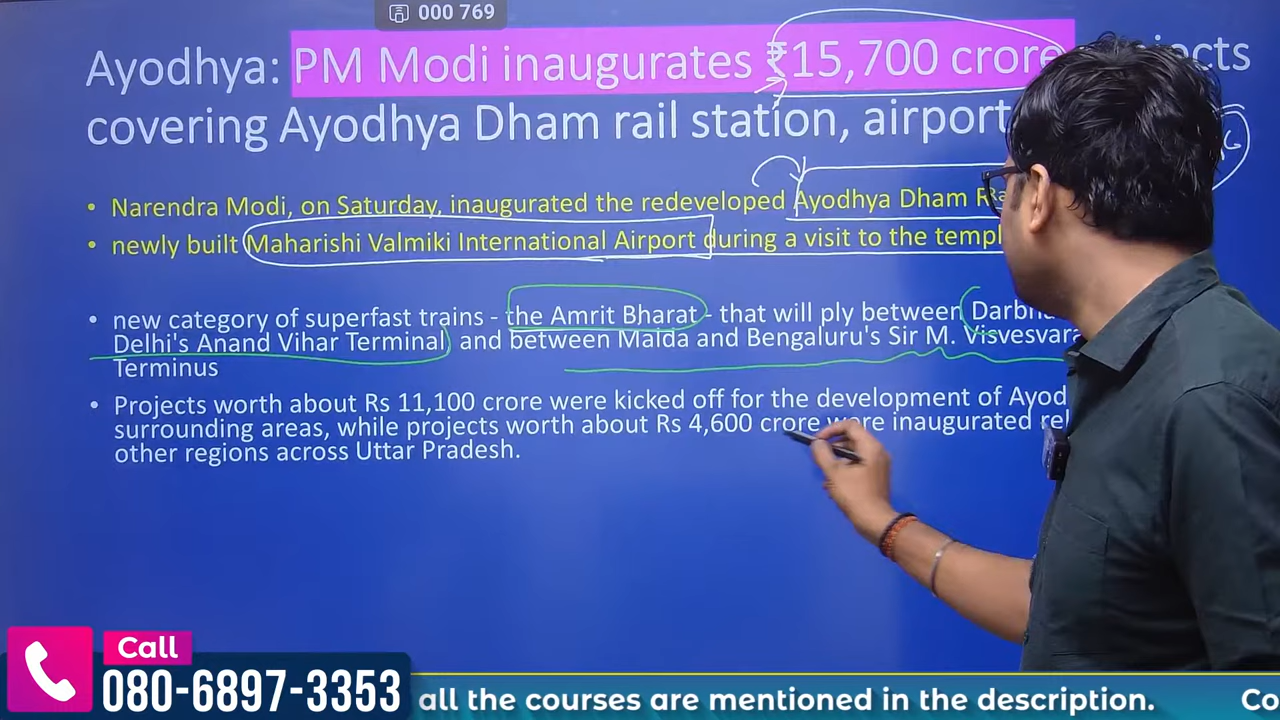 000 769
Ayodhya: PM Modi inaugurates ₹15,700 crore
covering Ayodhya Dham rail station, airport
• Narendra Modi, on Saturday, inaugurated the redeveloped Ayodhya Dham
• newly built Maharishi Valmiki International Airport during a visit to the
• new category of superfast trains - the Amrit Bharat - that will ply between
Delhi's Anand Vihar Terminal and between Malda and Bengaluru's Sir M.
Terminus
• Projects worth about Rs 11,100 crore were kicked off for the development of
surrounding areas, while projects worth about Rs 4,600 crore were inaugurated
other regions across Uttar Pradesh.
Call
080-6897-3353
all the courses are mentioned in the description.